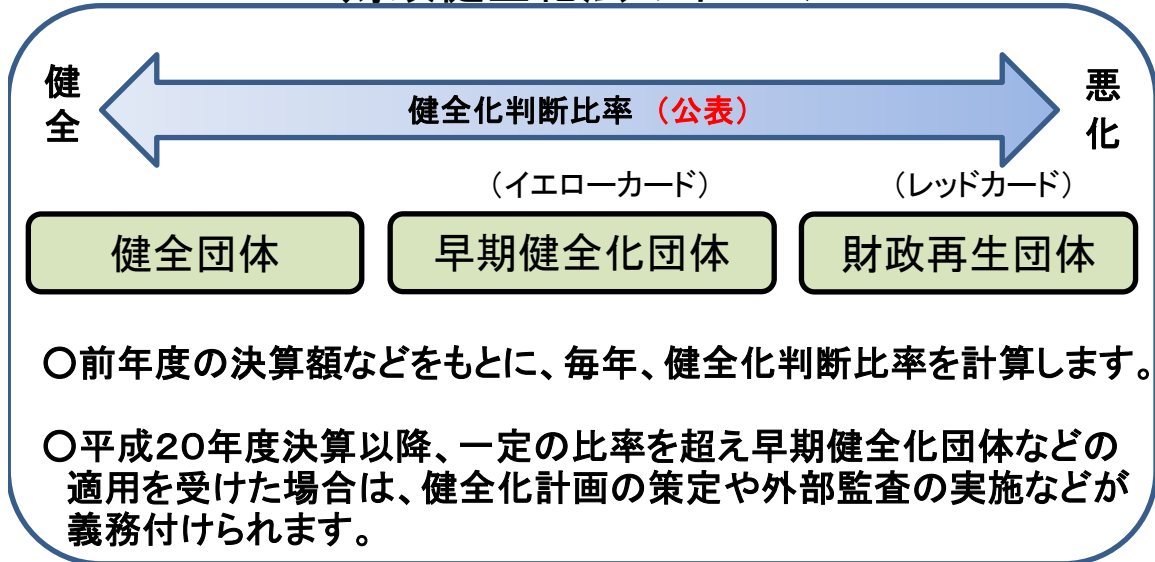 健全
悪化
健全化判断比率（公表）
（イエローカード）
（レッドカード）
健全団体
早期健全化団体
財政再生団体
○前年度の決算額などをもとに、毎年、健全化判断比率を計算します。
○平成２０年度決算以降、一定の比率を超え早期健全化団体などの
適用を受けた場合は、健全化計画の策定や外部監査の実施などが
義務付けられます。